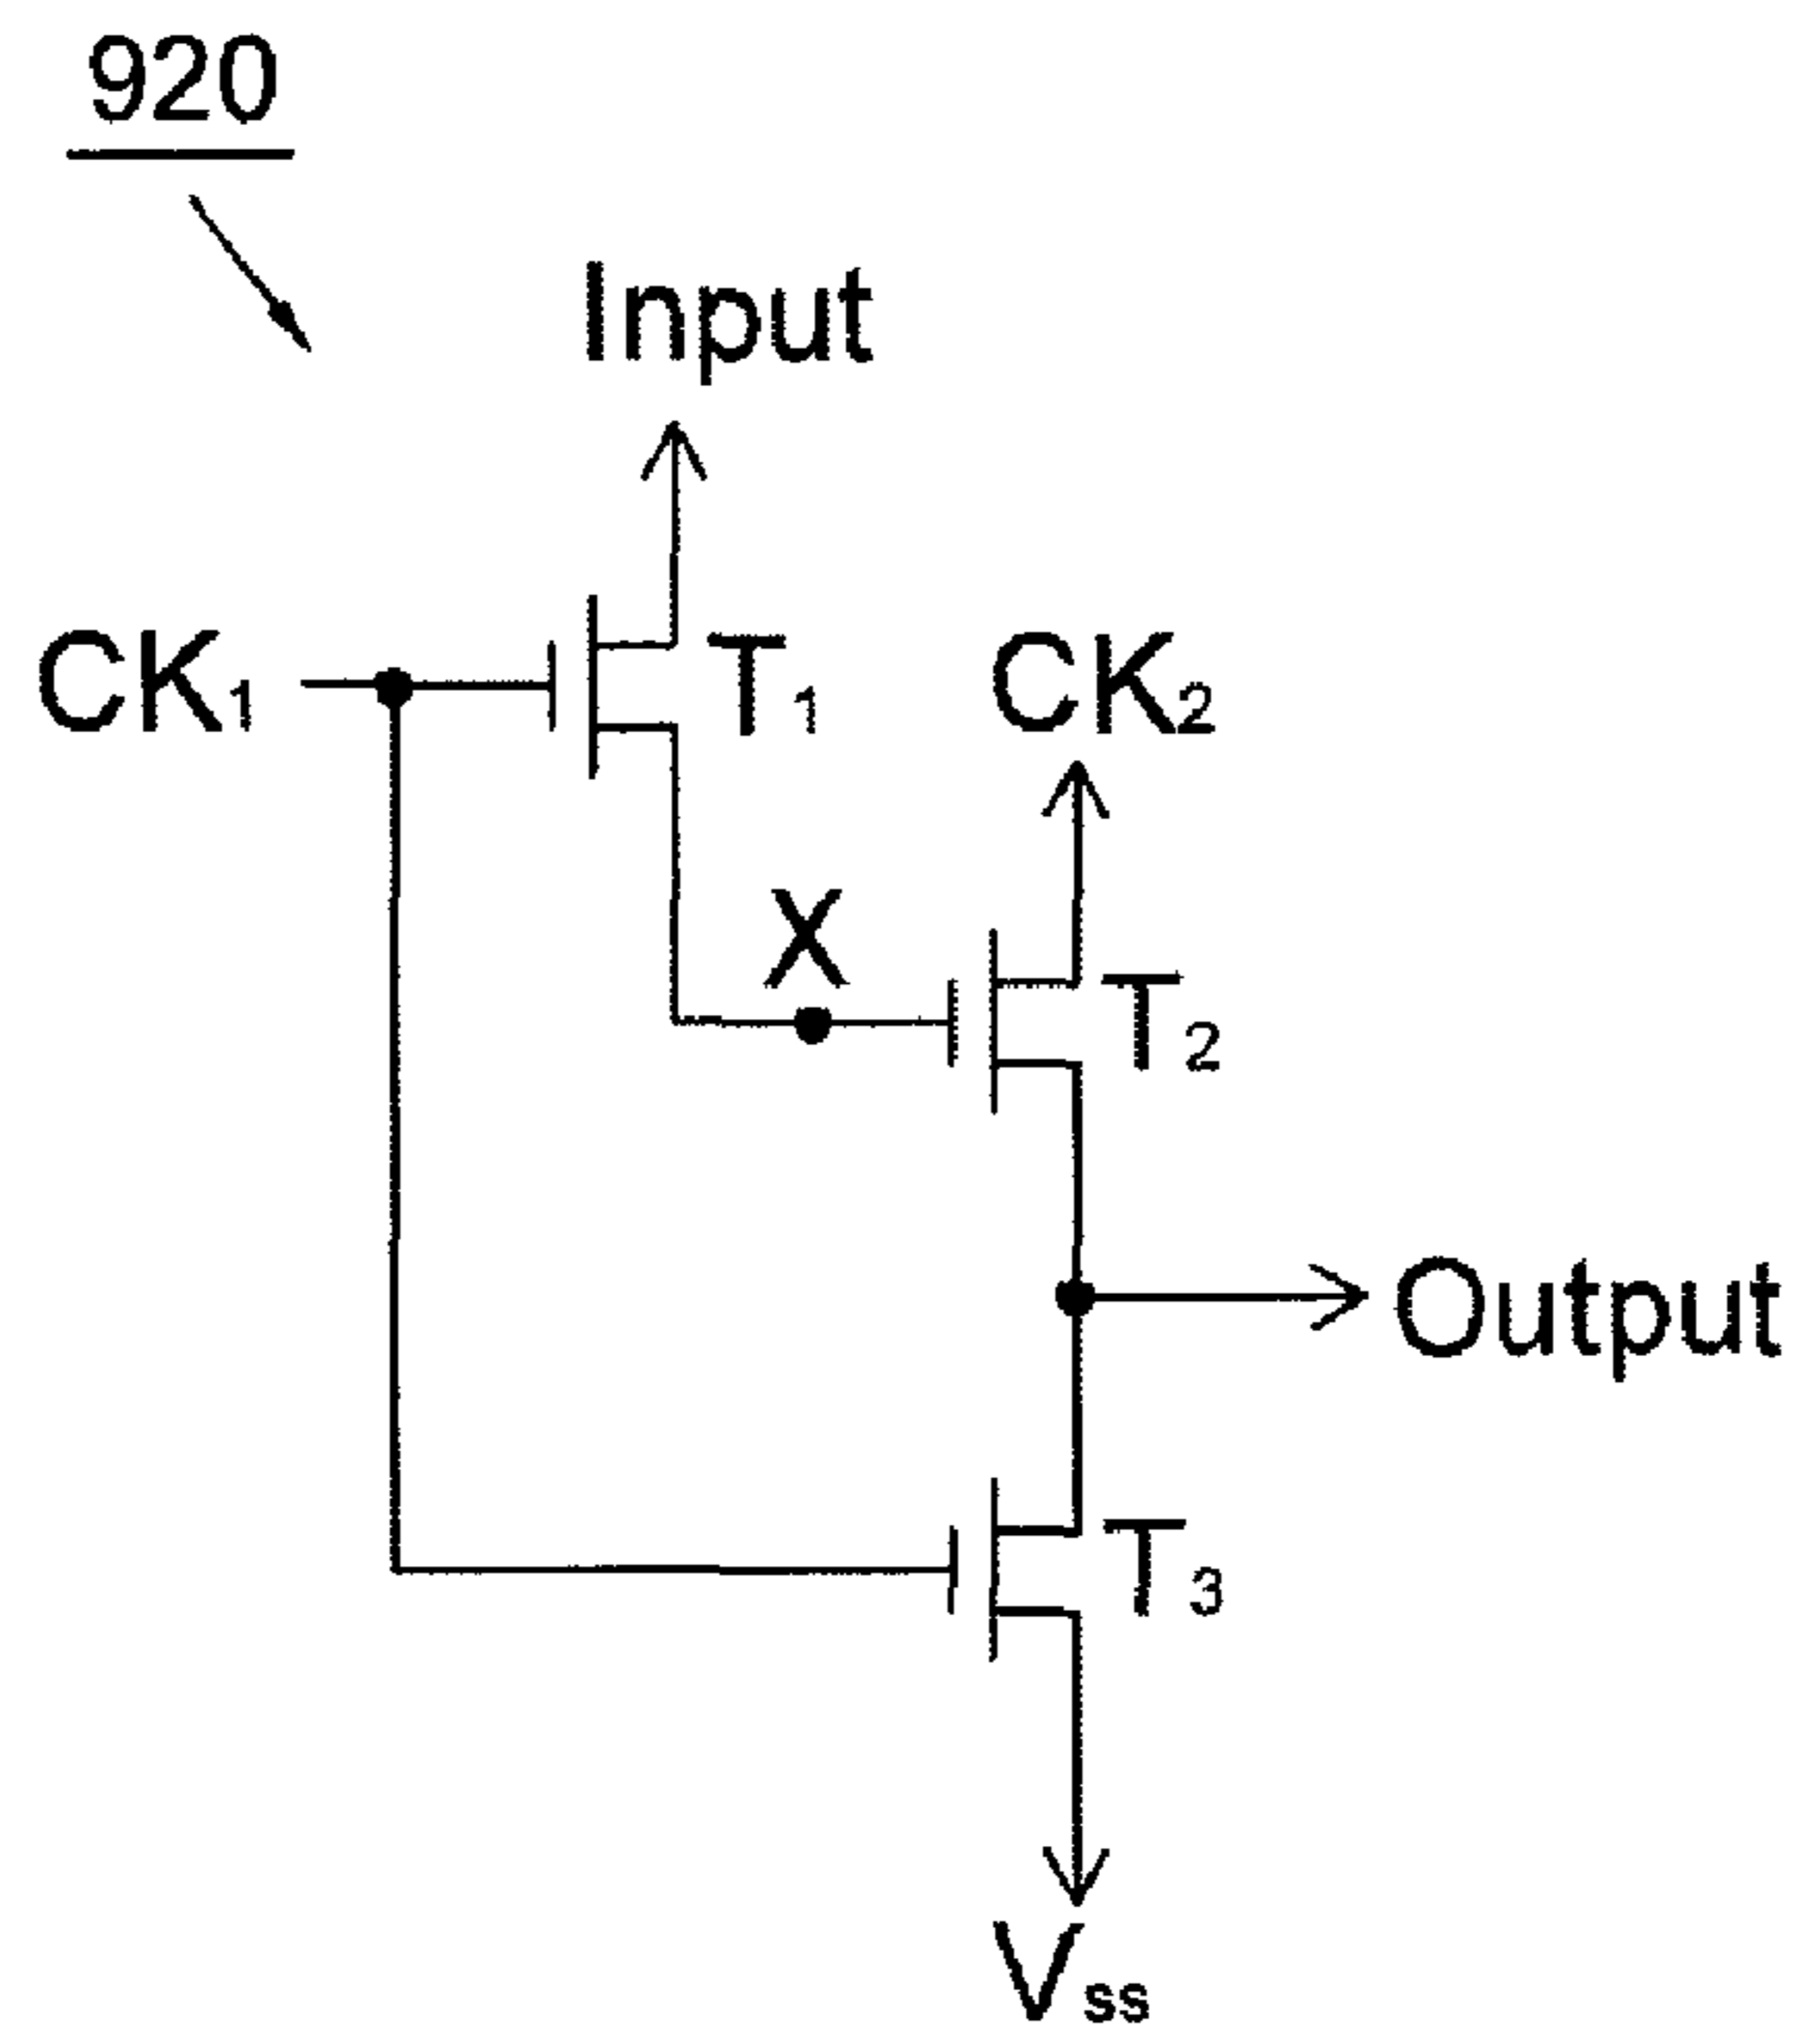 920
Input
CK₁
T₁
CK₂
X
T₂
Output
T₃
Vss